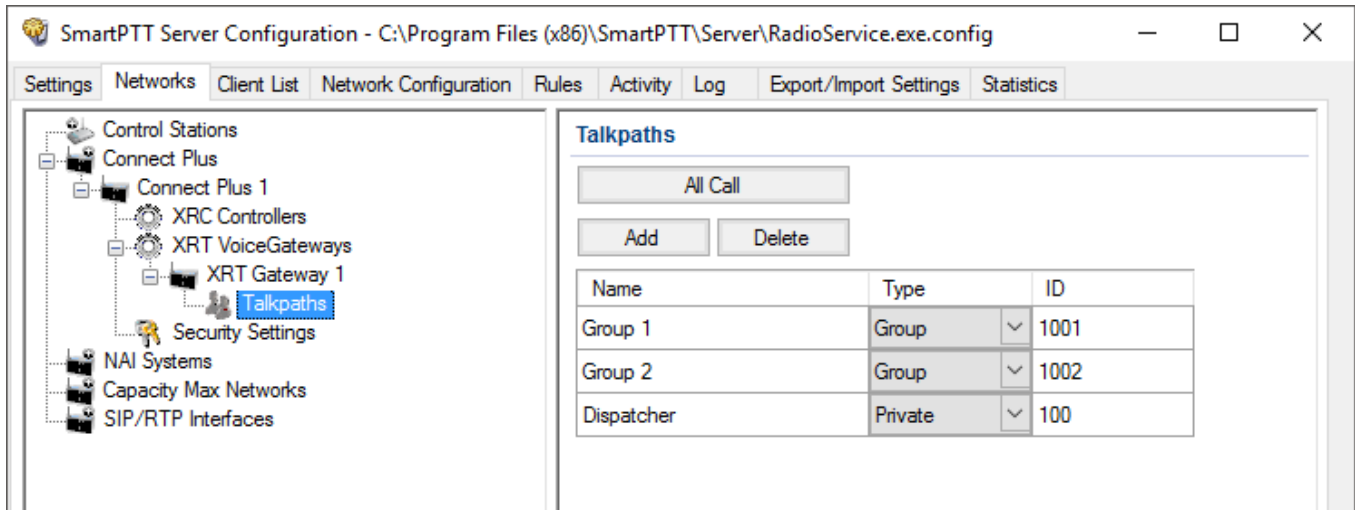 SmartPTT Server Configuration - C:\Program Files (x86)\SmartPTT\Server\RadioService.exe.config
Settings Networks Client List Network Configuration Rules Activity Log Export/Import Settings Statistics
Control Stations
Connect Plus
Connect Plus 1
XRC Controllers
XRT VoiceGateways
XRT Gateway 1
Talkpaths
Security Settings
NAI Systems
Capacity Max Networks
SIP/RTP Interfaces
Talkpaths
All Call
Add Delete
Name Type ID
Group 1 Group 1001
Group 2 Group 1002
Dispatcher Private 100